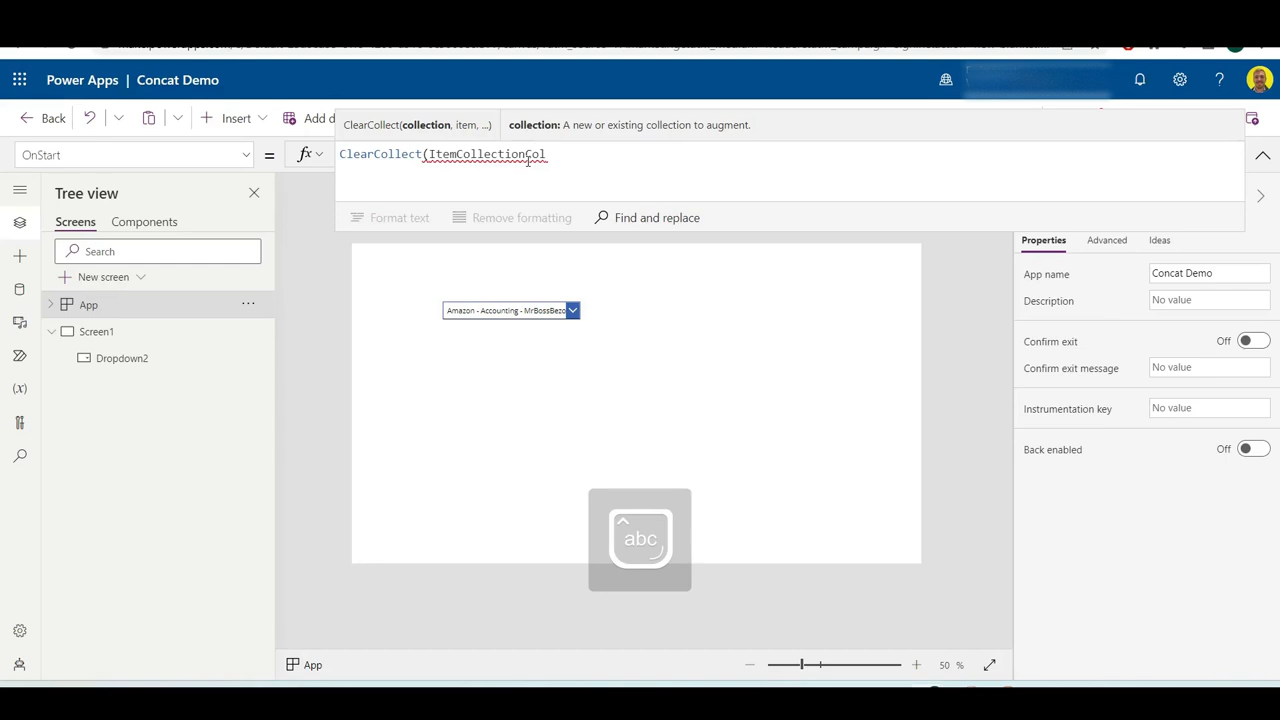 Power Apps | Concat Demo
Back
Insert
Add d
ClearCollect(collection, item, ...)
collection: A new or existing collection to augment.
OnStart
=
fx
ClearCollect(ItemCollectionCol
Format text
Remove formatting
Find and replace
Tree view
Screens
Components
Search
New screen
App
Screen1
Dropdown2
Amazon - Accounting - MrBossBezo
abc
Properties
Advanced
Ideas
App name
Concat Demo
Description
No value
Confirm exit
Off
Confirm exit message
No value
Instrumentation key
No value
Back enabled
Off
App
50 %